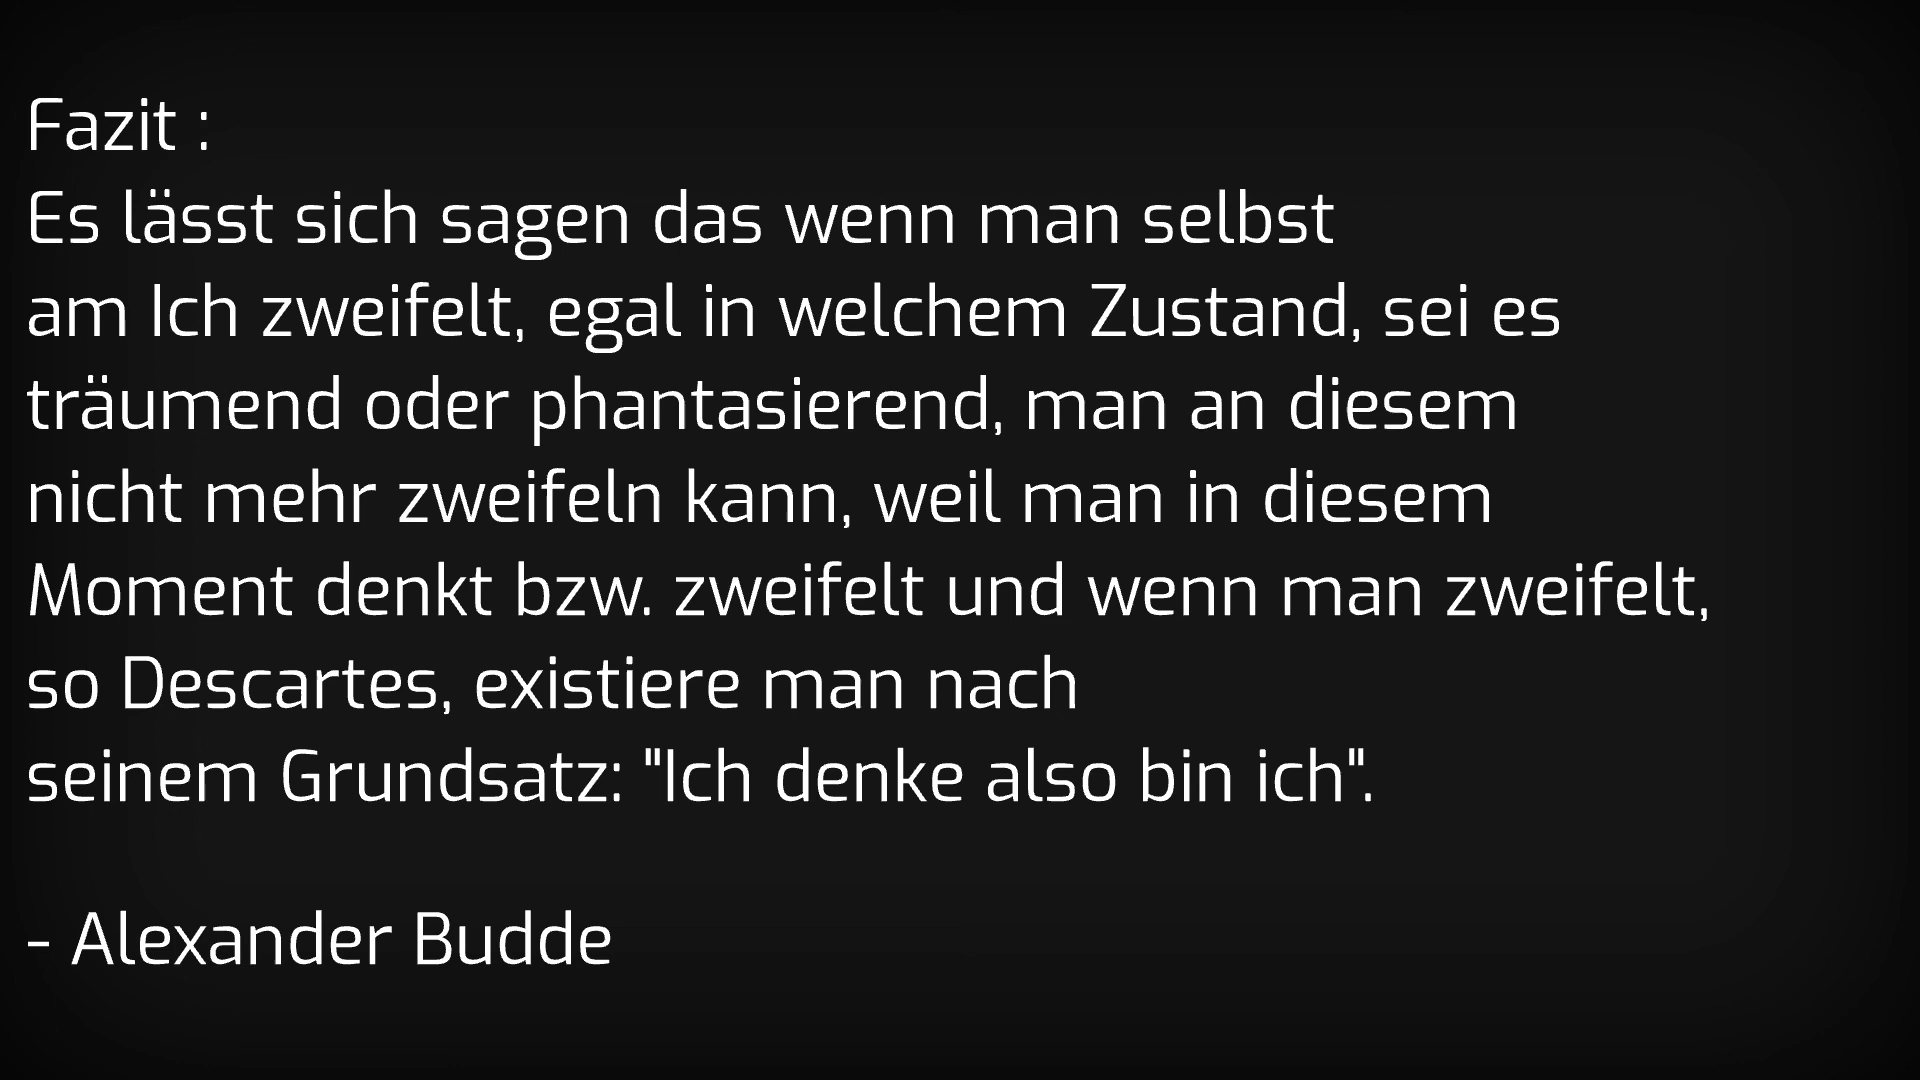 Fazit :
Es lässt sich sagen das wenn man selbst
am Ich zweifelt, egal in welchem Zustand, sei es
träumend oder phantasierend, man an diesem
nicht mehr zweifeln kann, weil man in diesem
Moment denkt bzw. zweifelt und wenn man zweifelt,
so Descartes, existiere man nach
seinem Grundsatz: "Ich denke also bin ich".
- Alexander Budde